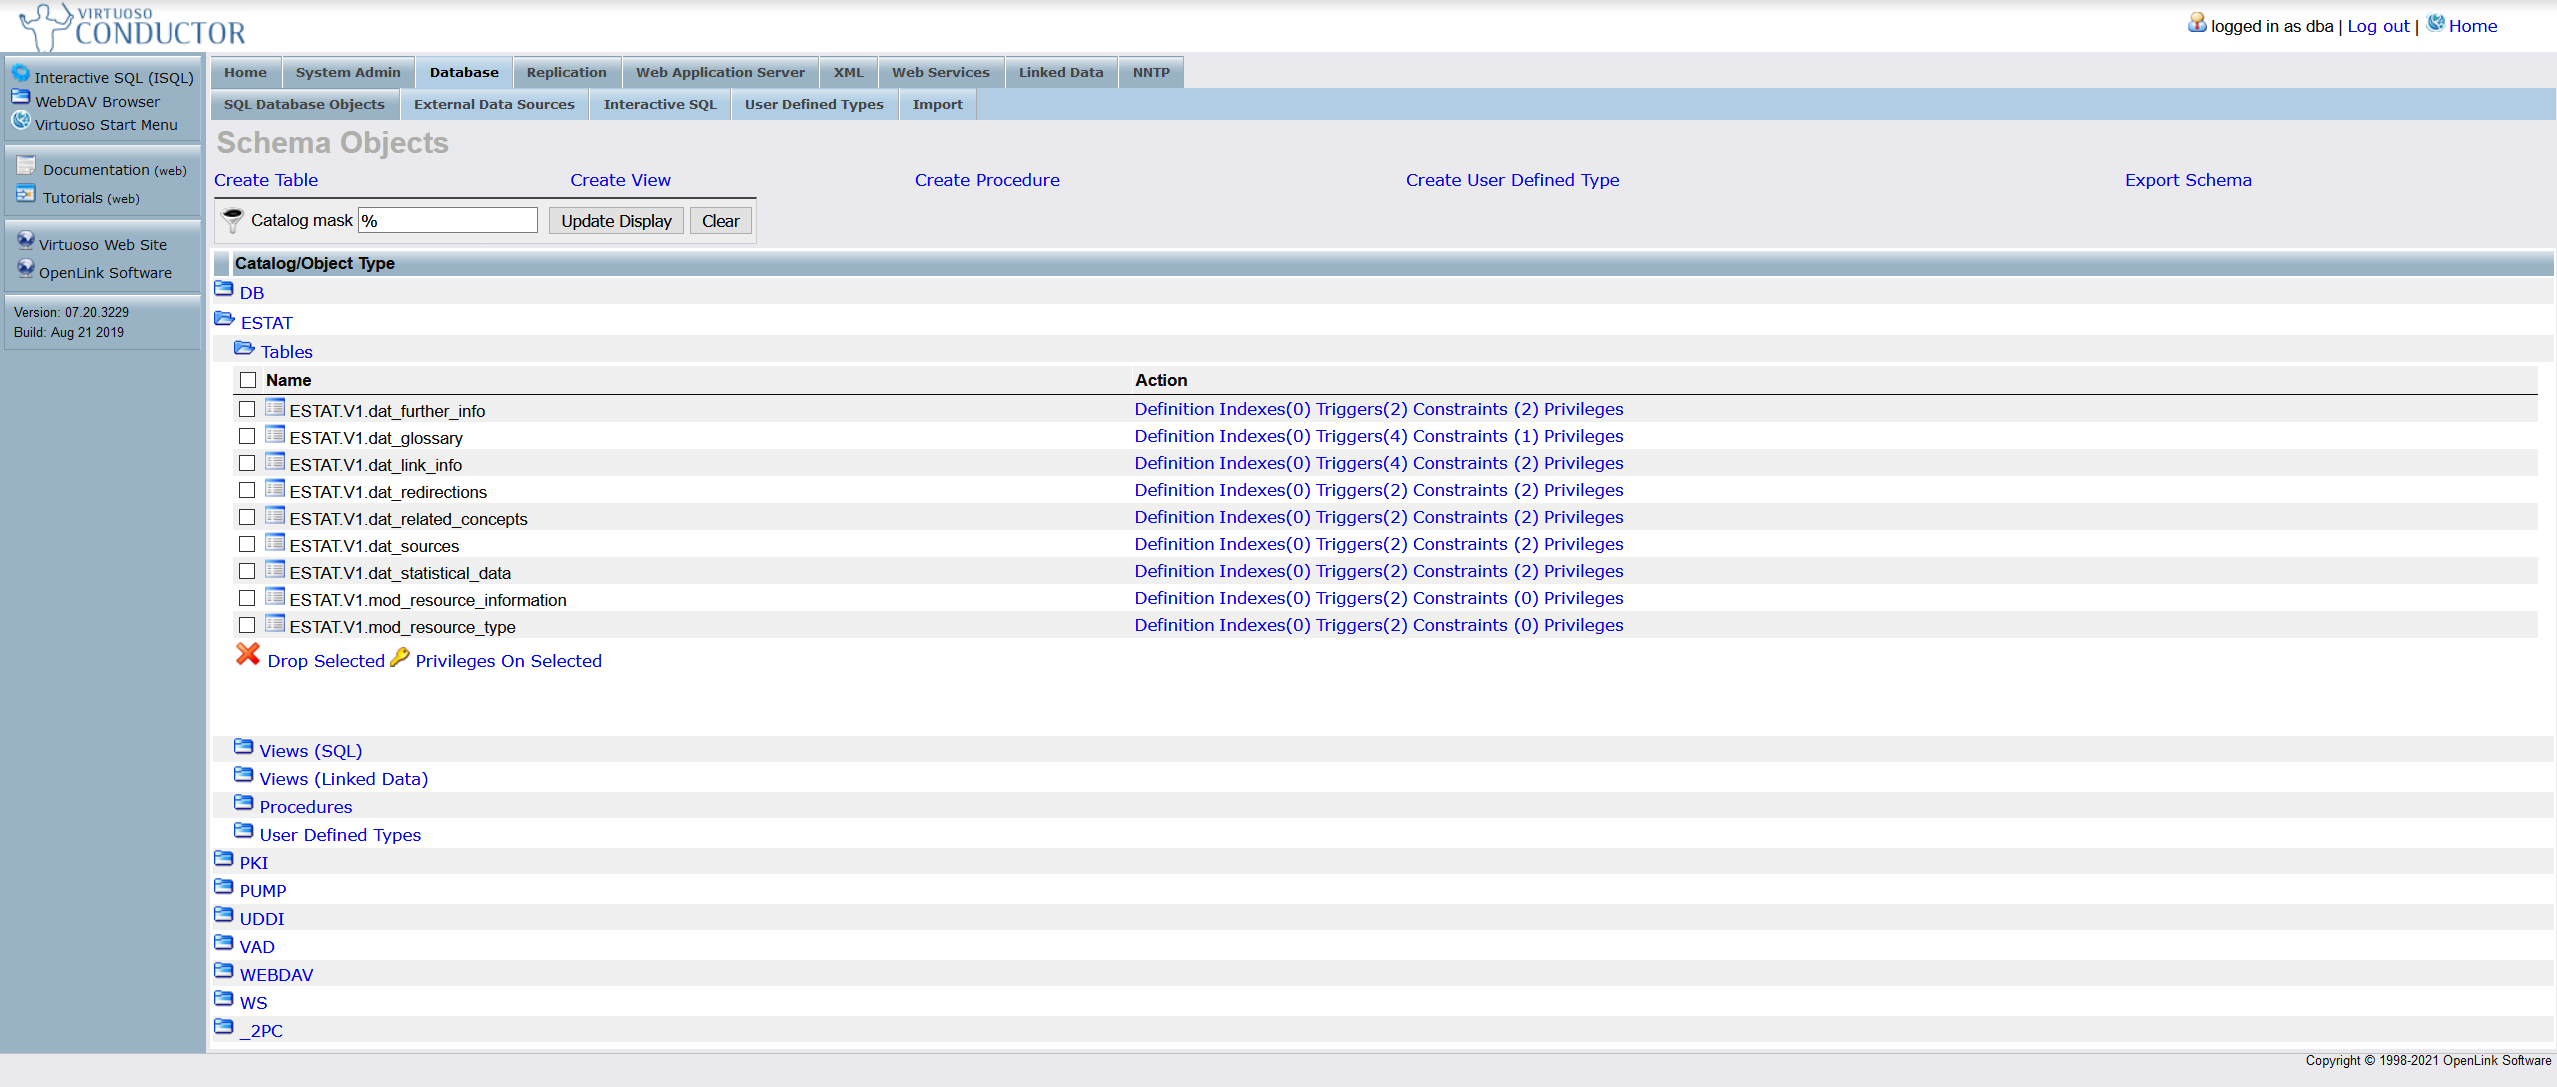 VIRTUOSO
CONDUCTOR
logged in as dba | Log out | Home
Interactive SQL (ISQL)
WebDAV Browser
Virtuoso Start Menu
Documentation (web)
Tutorials (web)
Virtuoso Web Site
OpenLink Software
Version: 07.20.3229
Build: Aug 21 2019
Home System Admin Database Replication Web Application Server XML Web Services Linked Data NNTP
SQL Database Objects External Data Sources Interactive SQL User Defined Types Import
Schema Objects
Create Table Create View Create Procedure Create User Defined Type Export Schema
Catalog mask % Update Display Clear
Catalog/Object Type
DB
ESTAT
Tables
Name Action
ESTAT.V1.dat_further_info Definition Indexes(0) Triggers(2) Constraints (2) Privileges
ESTAT.V1.dat_glossary Definition Indexes(0) Triggers(4) Constraints (1) Privileges
ESTAT.V1.dat_link_info Definition Indexes(0) Triggers(4) Constraints (2) Privileges
ESTAT.V1.dat_redirections Definition Indexes(0) Triggers(2) Constraints (2) Privileges
ESTAT.V1.dat_related_concepts Definition Indexes(0) Triggers(2) Constraints (2) Privileges
ESTAT.V1.dat_sources Definition Indexes(0) Triggers(2) Constraints (2) Privileges
ESTAT.V1.dat_statistical_data Definition Indexes(0) Triggers(2) Constraints (2) Privileges
ESTAT.V1.mod_resource_information Definition Indexes(0) Triggers(2) Constraints (0) Privileges
ESTAT.V1.mod_resource_type Definition Indexes(0) Triggers(2) Constraints (0) Privileges
Drop Selected Privileges On Selected
Views (SQL)
Views (Linked Data)
Procedures
User Defined Types
PKI
PUMP
UDDI
VAD
WEBDAV
WS
_2PC
Copyright © 1998-2021 OpenLink Software